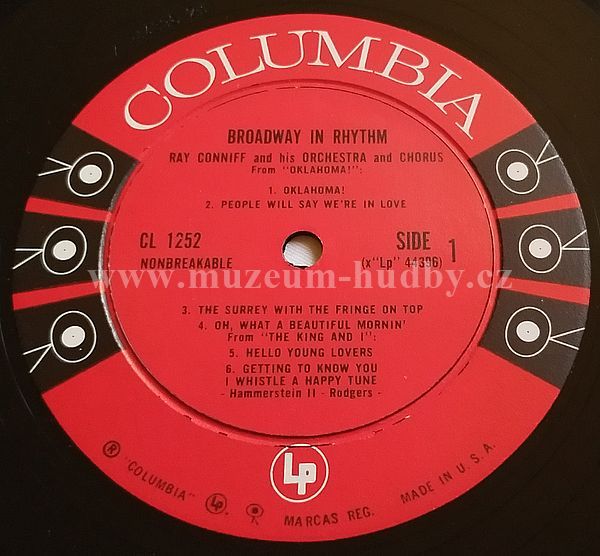 COLUMBIA
BROADWAY IN RHYTHM
RAY CONNIFF and his ORCHESTRA and CHORUS
From "OKLAHOMA!":
1. OKLAHOMA!
2. PEOPLE WILL SAY WE'RE IN LOVE
CL 1252
NONBREAKABLE
SIDE 1
(x"Lp" 44396)
www.muzeum-hudby.cz
3. THE SURREY WITH THE FRINGE ON TOP
4. OH, WHAT A BEAUTIFUL MORNIN'
From "THE KING AND I":
5. HELLO YOUNG LOVERS
6. GETTING TO KNOW YOU
I WHISTLE A HAPPY TUNE
- Hammerstein II - Rodgers -
Lp
® "COLUMBIA" Lp MARCAS REG. MADE IN U.S.A.